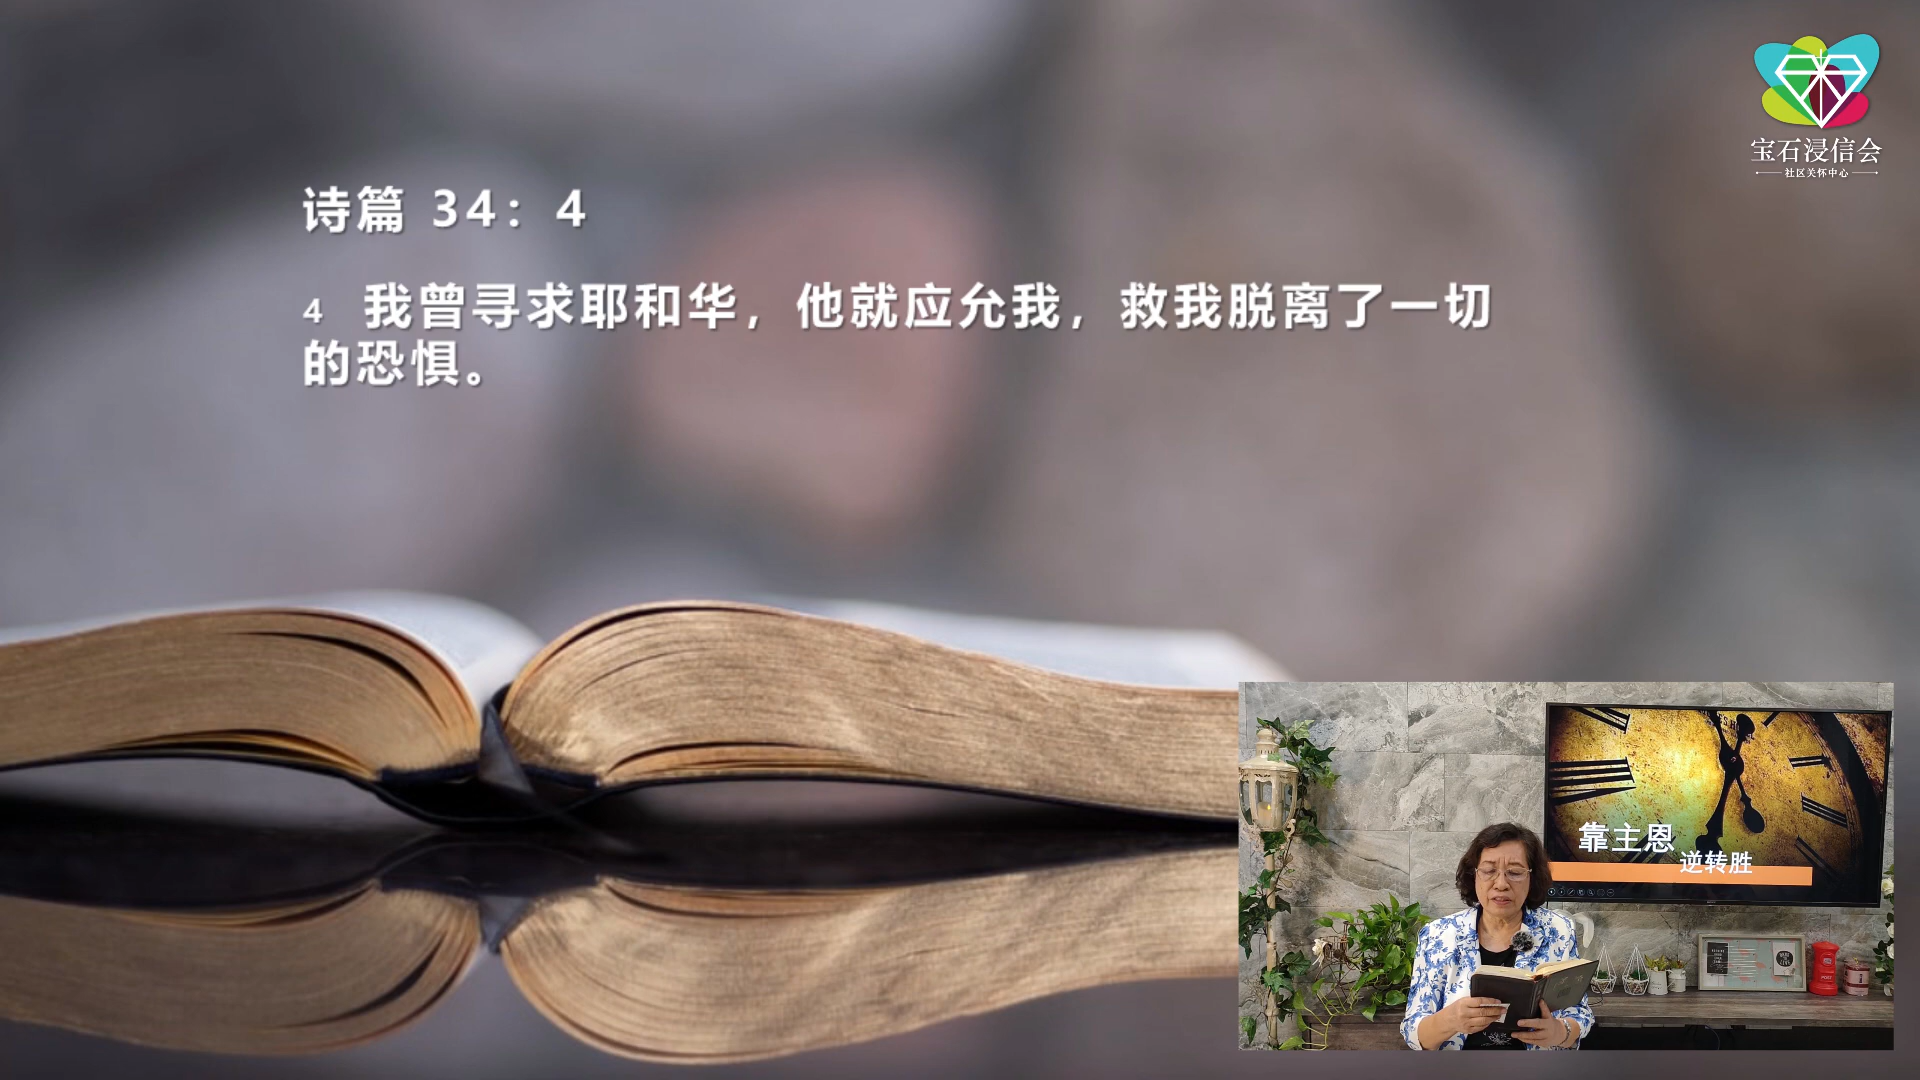 宝石浸信会
社区关怀中心
诗篇 34：4
4 我曾寻求耶和华，他就应允我，救我脱离了一切
的恐惧。
靠主恩
逆转胜
POST